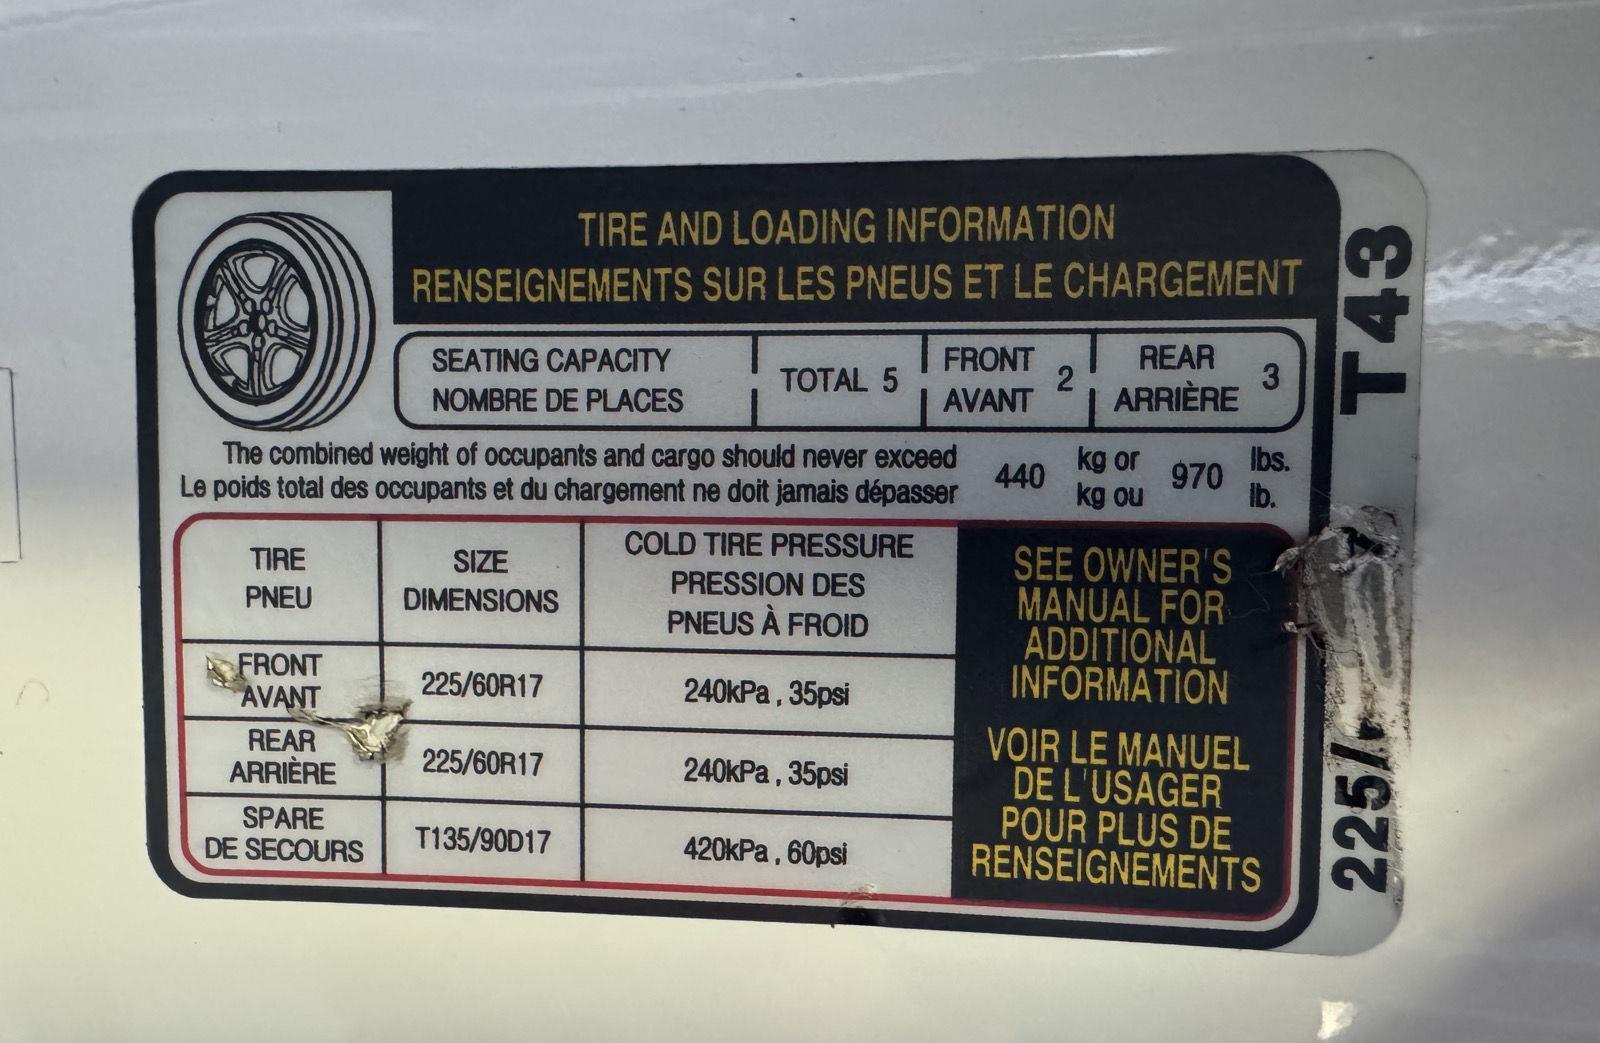 TIRE AND LOADING INFORMATION
RENSEIGNEMENTS SUR LES PNEUS ET LE CHARGEMENT
SEATING CAPACITY
NOMBRE DE PLACES
TOTAL 5
FRONT
AVANT
2
REAR
ARRIÈRE
3
The combined weight of occupants and cargo should never exceed
Le poids total des occupants et du chargement ne doit jamais dépasser
440
kg or
kg ou
970
lbs.
lb.
TIRE
PNEU
SIZE
DIMENSIONS
COLD TIRE PRESSURE
PRESSION DES
PNEUS À FROID
FRONT
AVANT
225/60R17
240kPa , 35psi
REAR
ARRIÈRE
225/60R17
240kPa , 35psi
SPARE
DE SECOURS
T135/90D17
420kPa , 60psi
SEE OWNER'S
MANUAL FOR
ADDITIONAL
INFORMATION
VOIR LE MANUEL
DE L'USAGER
POUR PLUS DE
RENSEIGNEMENTS
225/
T43